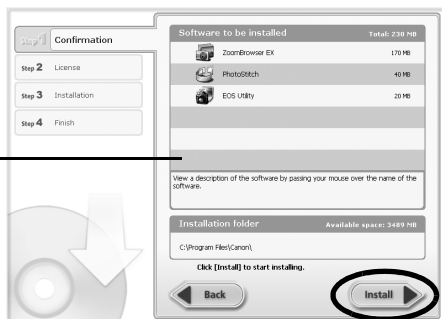 Step 1 Confirmation
Step 2 License
Step 3 Installation
Step 4 Finish
Software to be installed Total: 230 MB
ZoomBrowser EX 170 MB
PhotoStitch 40 MB
EOS Utility 20 MB
View a description of the software by passing your mouse over the name of the
software.
Installation folder Available space: 3489 MB
C:\Program Files\Canon\
Click [Install] to start installing.
Back
Install